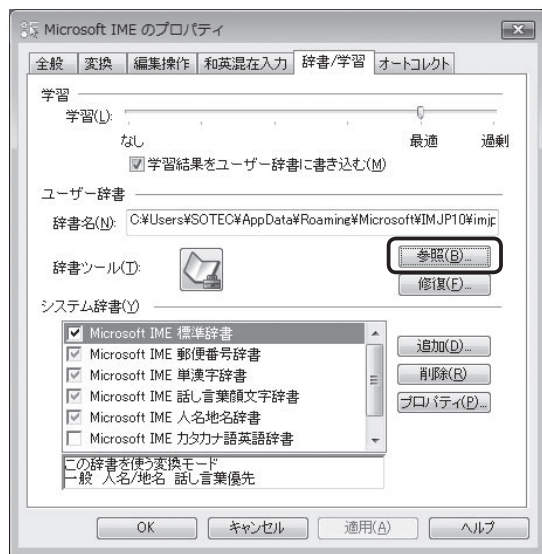 Microsoft IME のプロパティ
全般 変換 編集操作 和英混在入力 辞書/学習 オートコレクト
学習
学習(L):
なし 最適 過剰
学習結果をユーザー辞書に書き込む(M)
ユーザー辞書
辞書名(N): C:¥Users¥SOTEC¥AppData¥Roaming¥Microsoft¥IMJP10¥imjp
参照(B)...
辞書ツール(T):
修復(F)...
システム辞書(Y)
Microsoft IME 標準辞書
Microsoft IME 郵便番号辞書
Microsoft IME 単漢字辞書
Microsoft IME 話し言葉顔文字辞書
Microsoft IME 人名地名辞書
Microsoft IME カタカナ語英語辞書
追加(D)...
削除(R)
プロパティ(P)...
この辞書を使う変換モード
一般 人名/地名 話し言葉優先
OK キャンセル 適用(A) ヘルプ